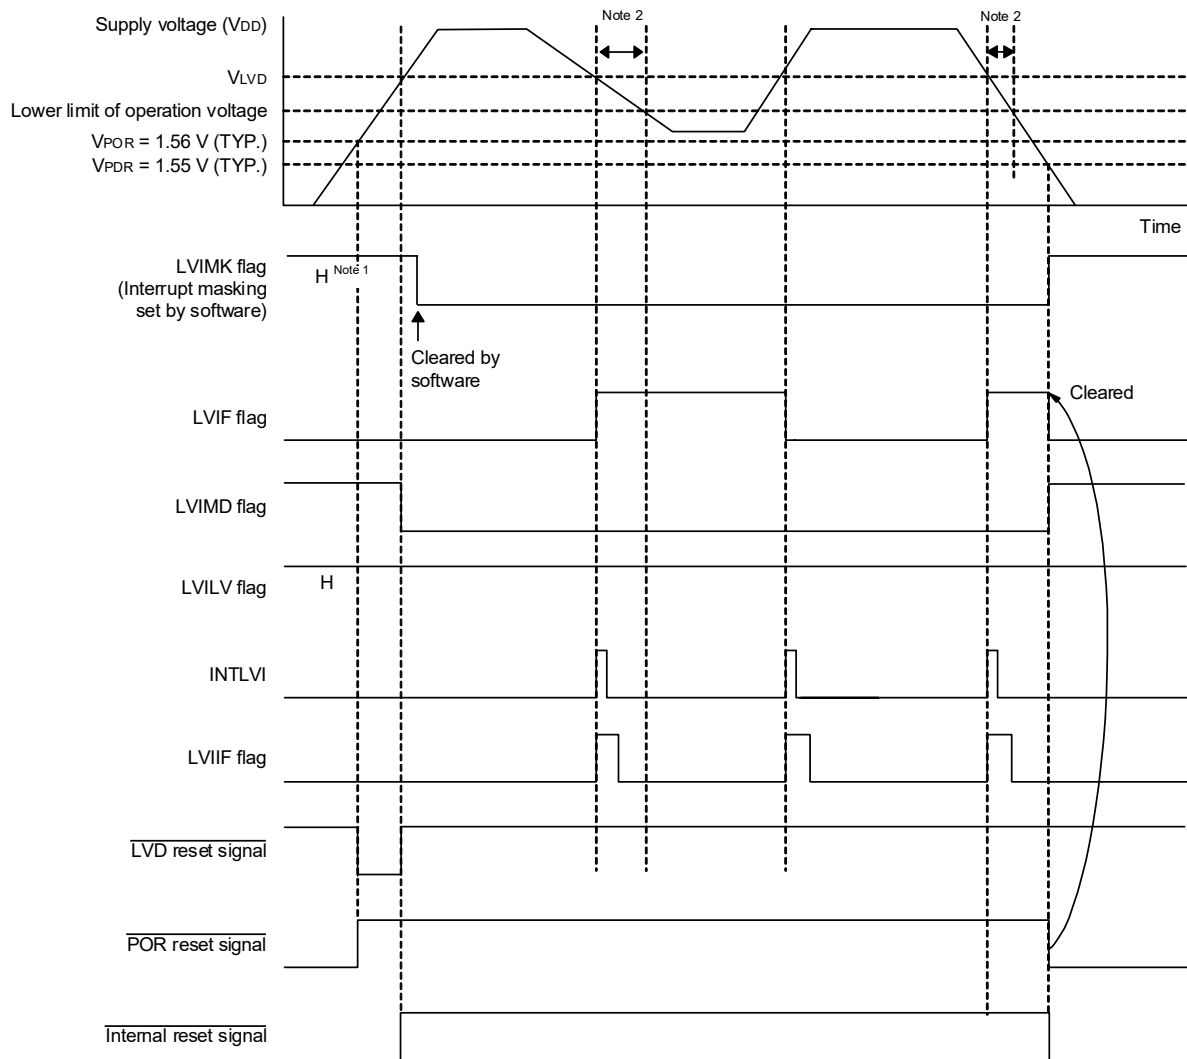 Supply voltage (VDD)
Note 2
Note 2
VLVD
Lower limit of operation voltage
VPOR = 1.56 V (TYP.)
VPDR = 1.55 V (TYP.)
Time
LVIMK flag
(Interrupt masking
set by software)
H Note 1
Cleared by
software
Cleared
LVIF flag
LVIMD flag
LVILV flag
H
INTLVI
LVIIF flag
LVD reset signal
POR reset signal
Internal reset signal